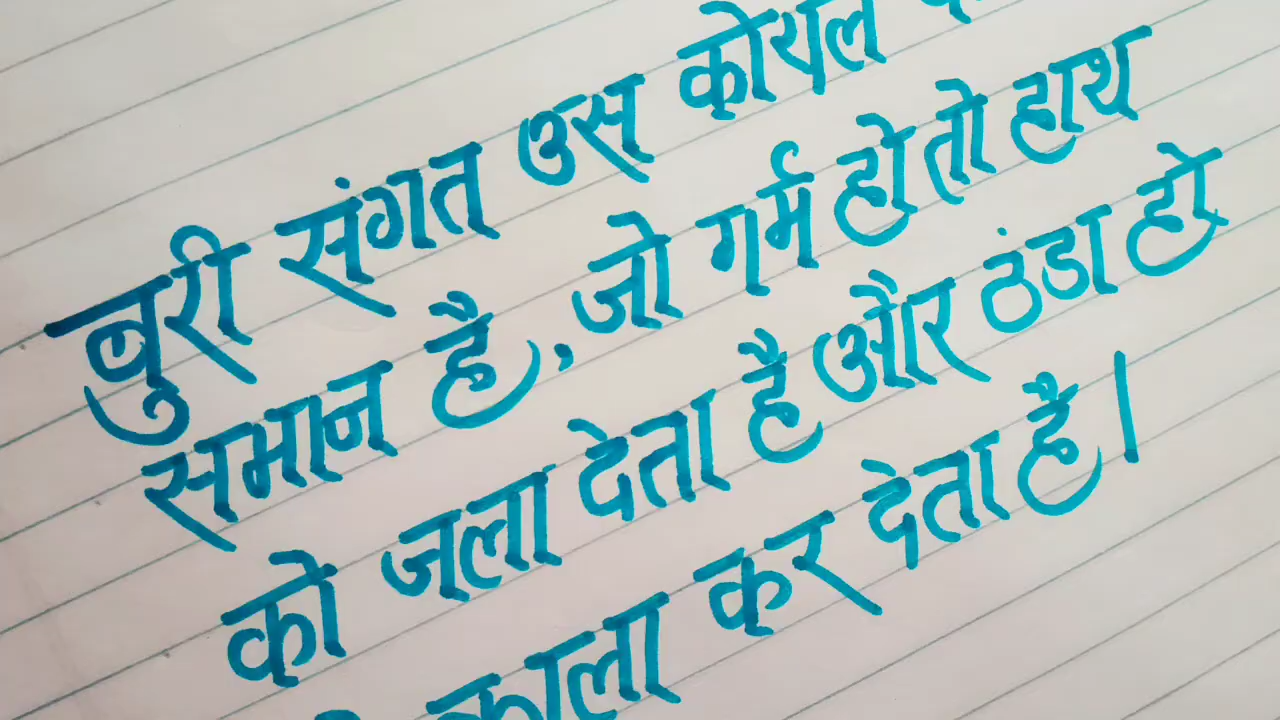 बुरी संगत उस कोयले
समान है, जो गर्म हो तो हाथ
को जला देता है और ठंडा हो
काला कर देता है।